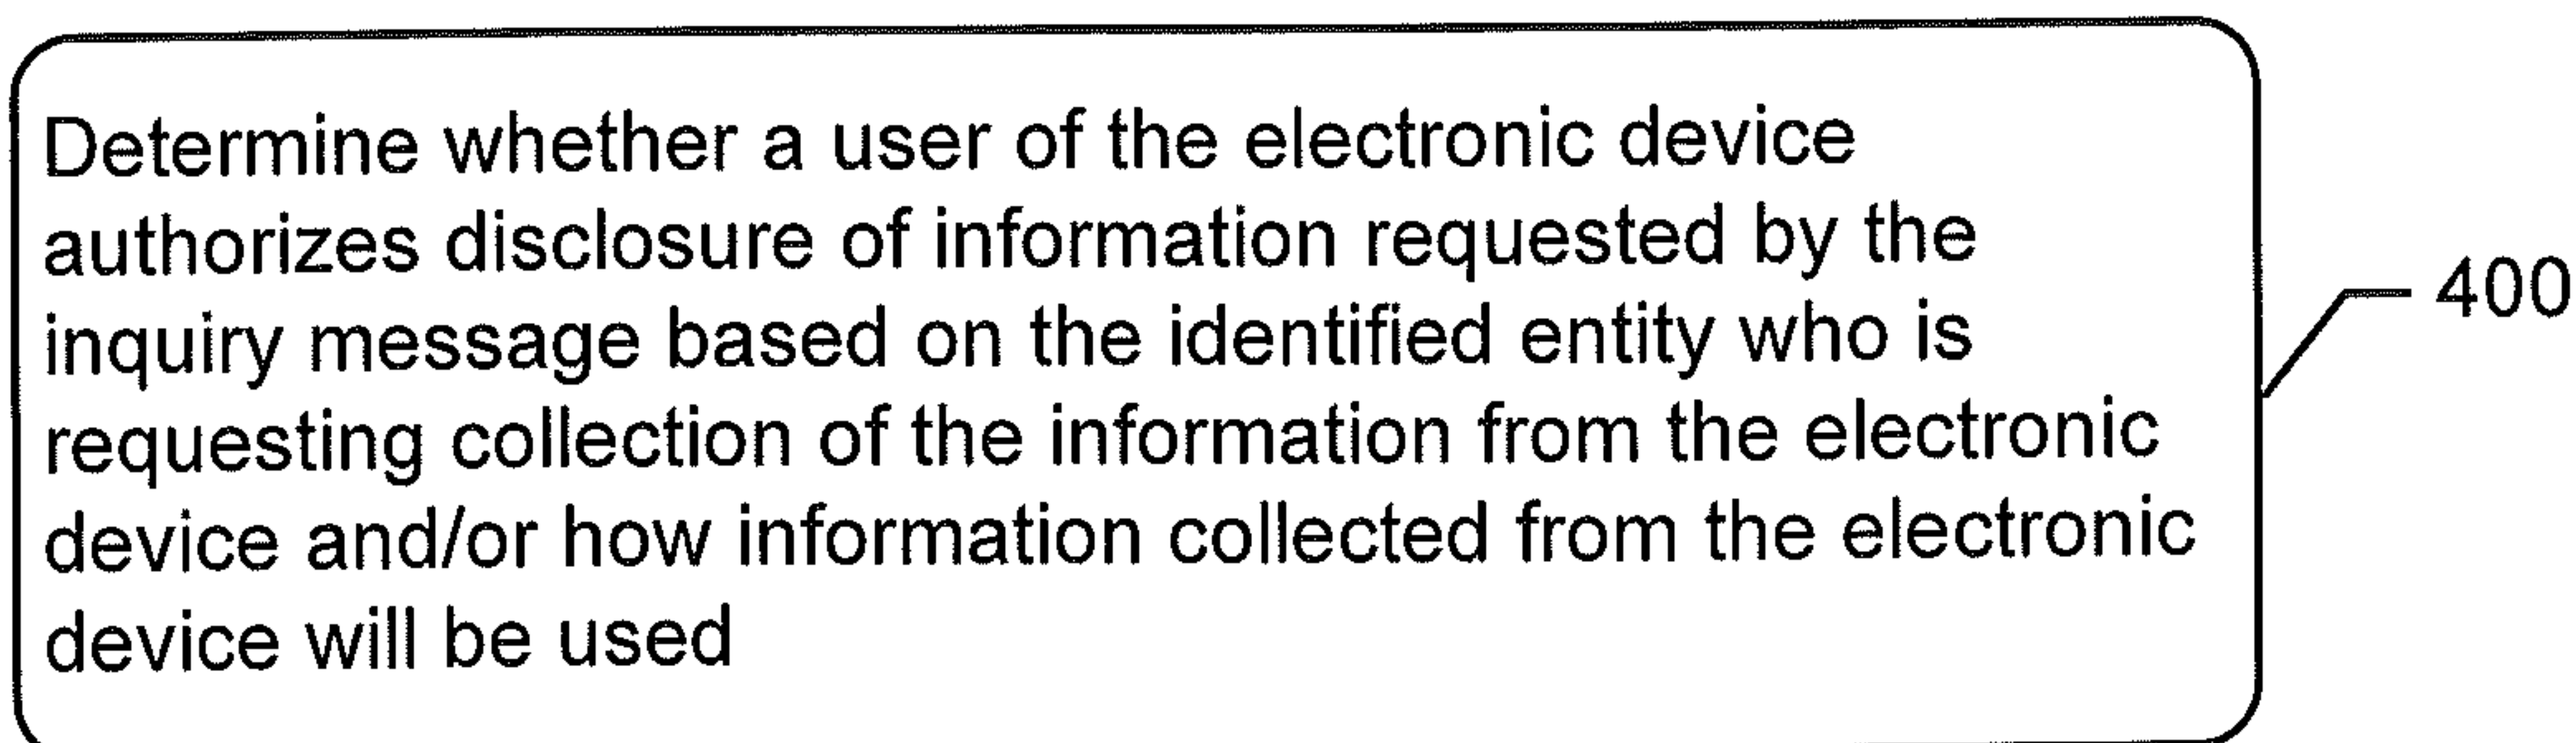 Determine whether a user of the electronic device
authorizes disclosure of information requested by the
inquiry message based on the identified entity who is
requesting collection of the information from the electronic
device and/or how information collected from the electronic
device will be used
400